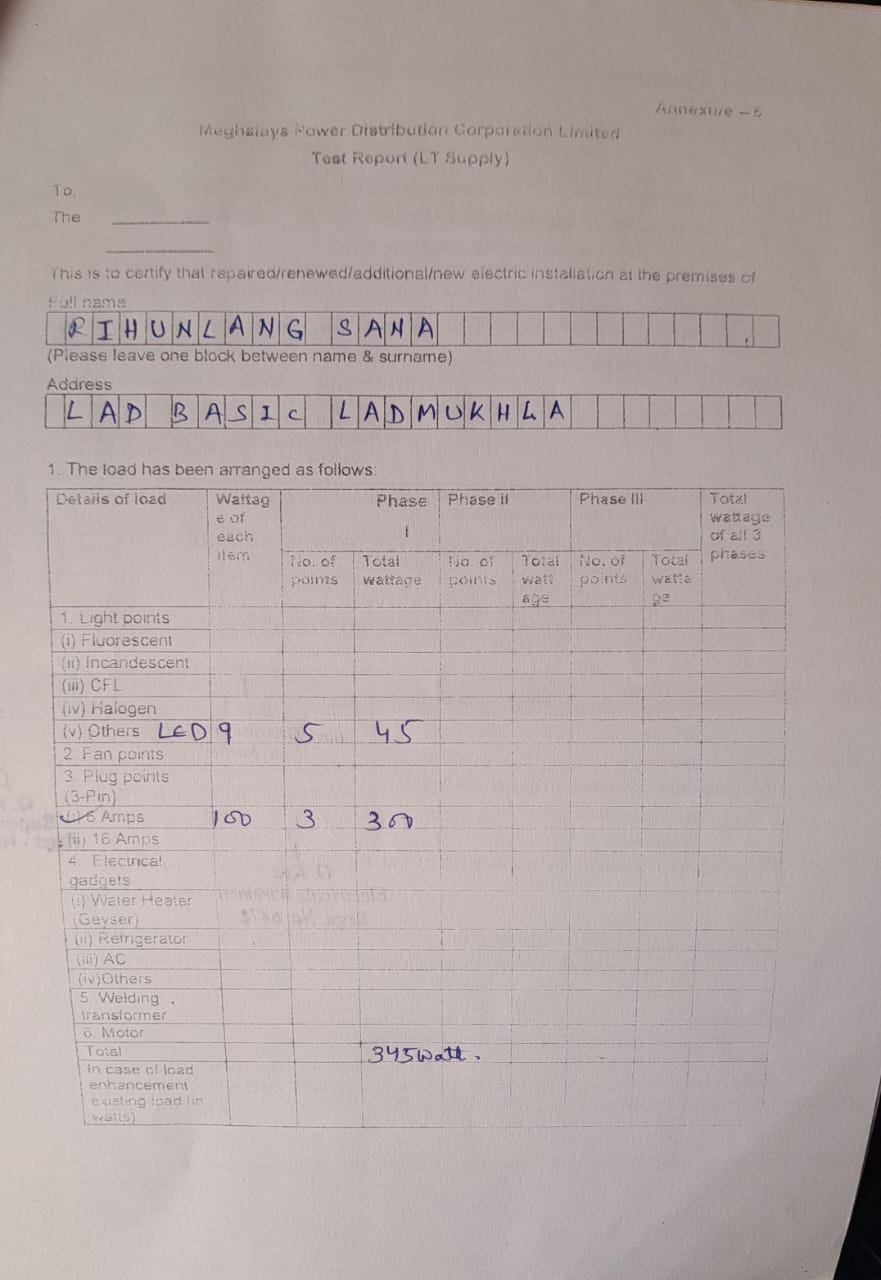 Annexure – 6
Meghalaya Power Distribution Corporation Limited
Test Report (LT Supply)
To,
The
This is to certify that repaired/renewed/additional/new electric installation at the premises of
Full name
RIHUNLANG SANA
(Please leave one block between name & surname)
Address
LAD BASIC LADMUKHLA
1. The load has been arranged as follows:
Details of load Wattag Phase Phase II Phase III Total
e of I wattage
each of all 3
item No. of Total No. of Total No. of Total phases
points wattage points watt points watta
age ge
1. Light points
(i) Fluorescent
(ii) Incandescent
(iii) CFL
(iv) Halogen
(v) Others LED 9 5 45
2. Fan points
3. Plug points
(3-Pin)
(i) 6 Amps 100 3 300
(ii) 16 Amps
4. Electrical
gadgets
(i) Water Heater
(Geyser)
(ii) Refrigerator
(iii) AC
(iv)Others
5. Welding
transformer
6. Motor
Total 345 Watt.
In case of load
enhancement
existing load (in
watts)